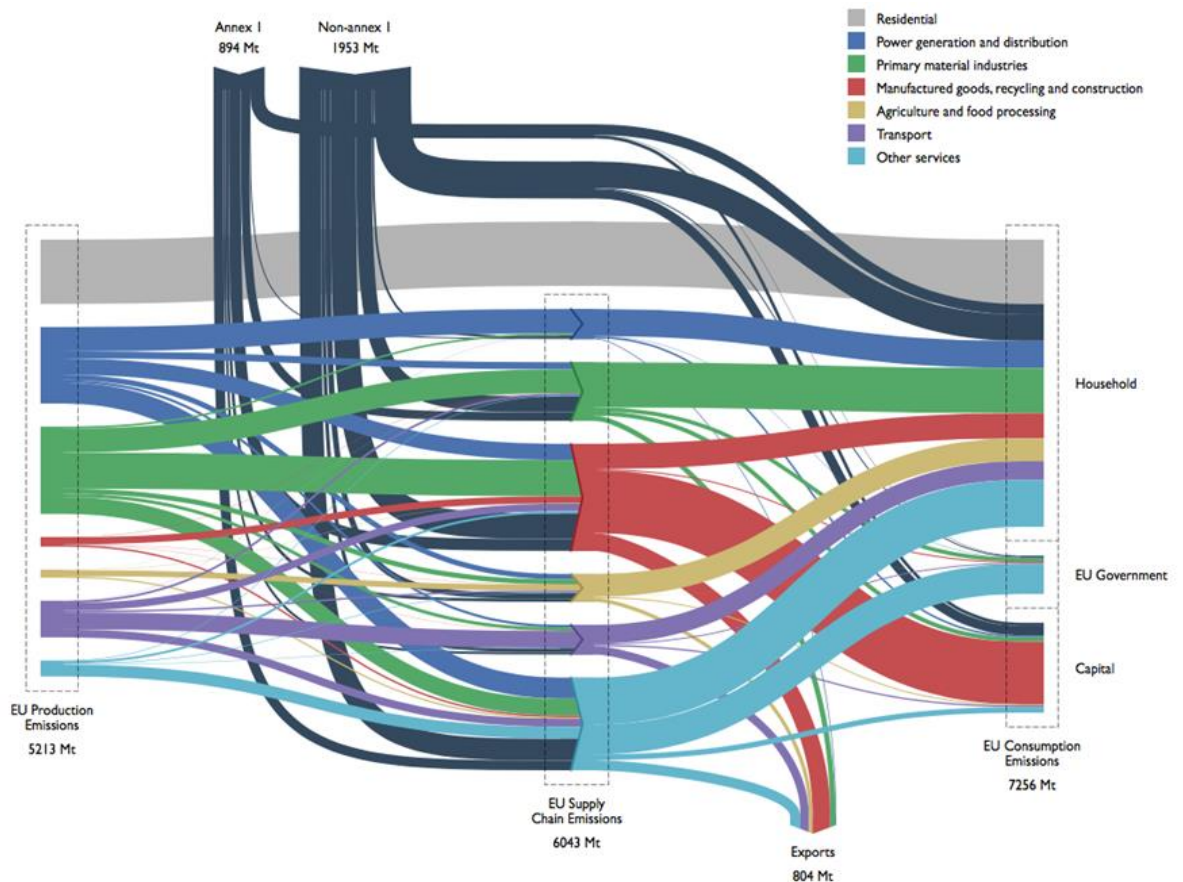 Annex I
894 Mt
Non-annex I
1953 Mt
Residential
Power generation and distribution
Primary material industries
Manufactured goods, recycling and construction
Agriculture and food processing
Transport
Other services
Household
EU Government
Capital
EU Production
Emissions
5213 Mt
EU Supply
Chain Emissions
6043 Mt
EU Consumption
Emissions
7256 Mt
Exports
804 Mt